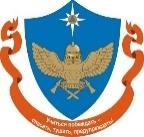 Учиться побеждать –
спасать, тушить, предупреждать!